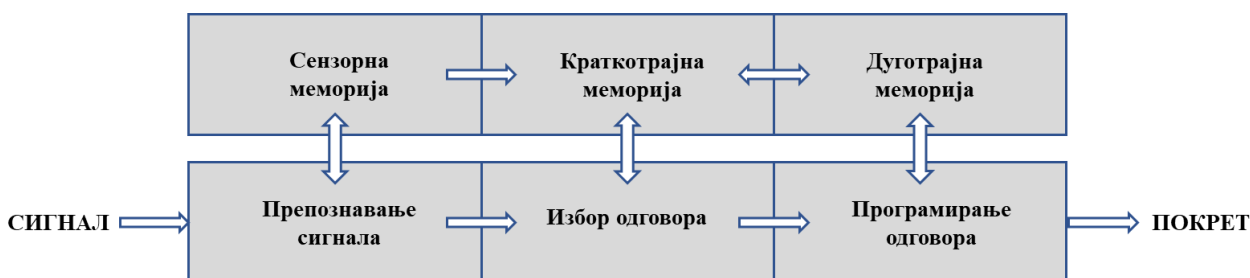 Сензорна
меморија
Краткотрајна
меморија
Дуготрајна
меморија
СИГНАЛ
Препознавање
сигнала
Избор одговора
Програмирање
одговора
ПОКРЕТ